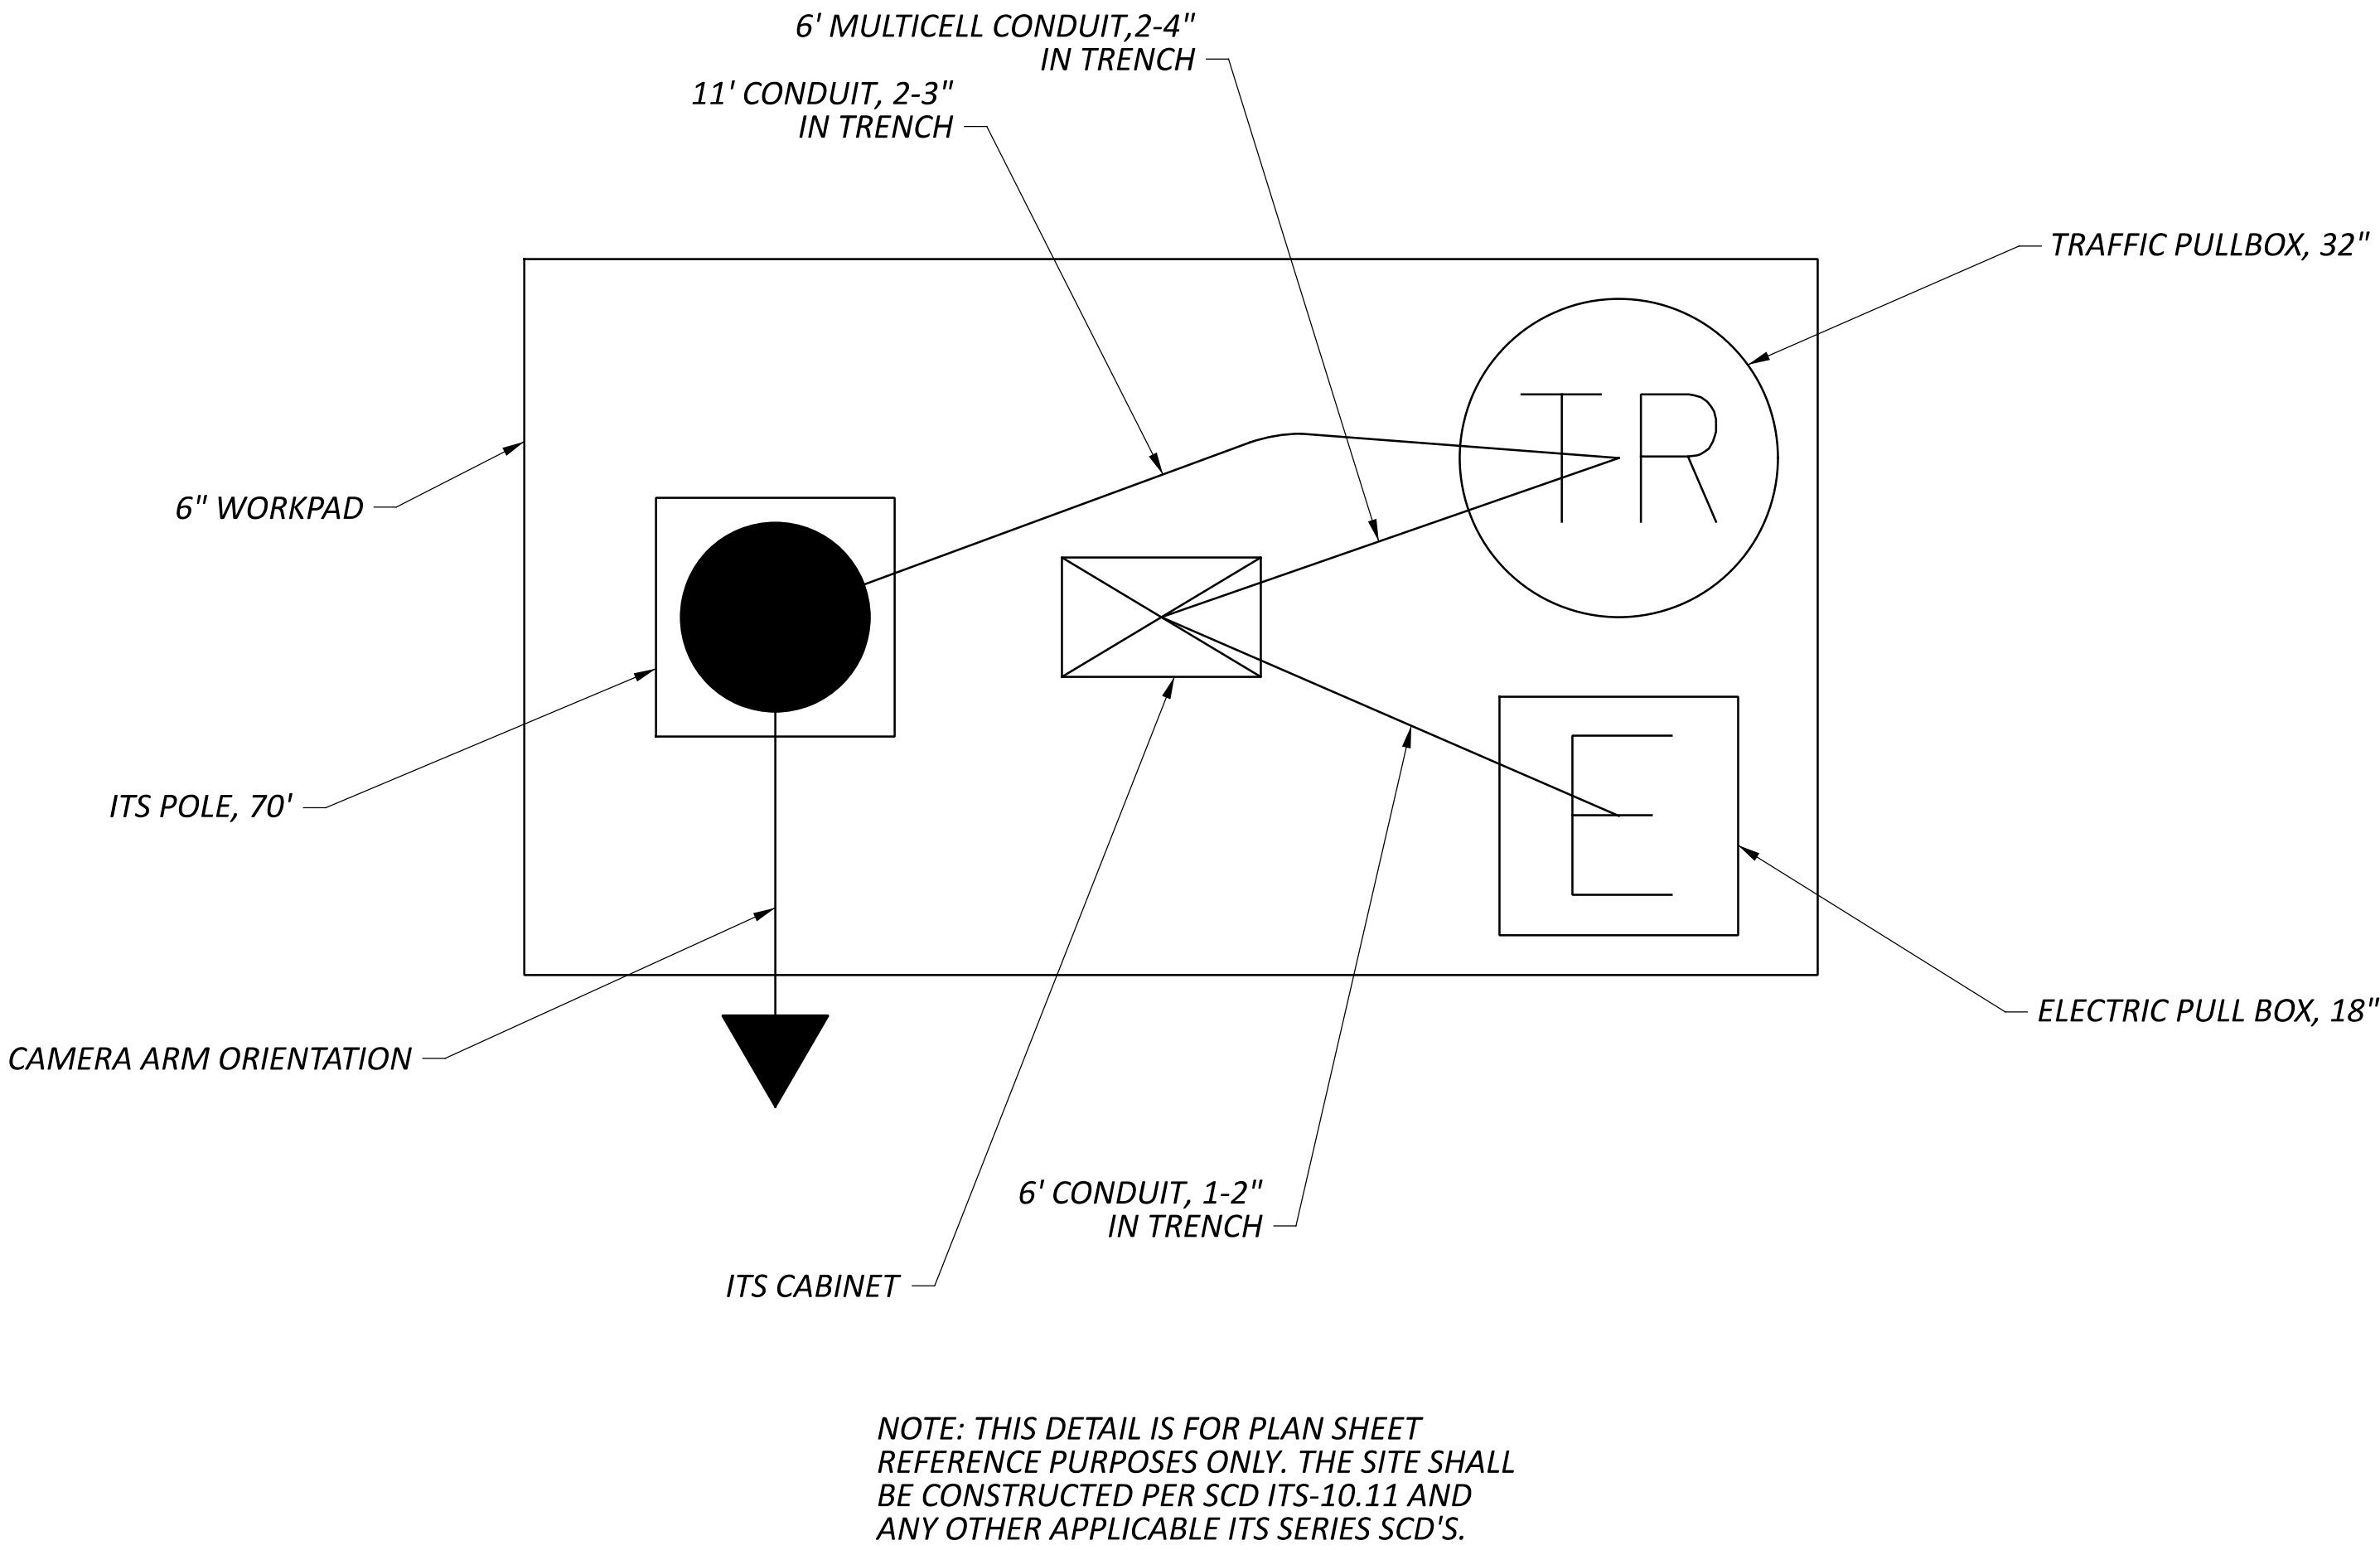 6' MULTICELL CONDUIT,2-4"
IN TRENCH
11' CONDUIT, 2-3"
IN TRENCH
TRAFFIC PULLBOX, 32"
TR
6" WORKPAD
ITS POLE, 70'
E
ELECTRIC PULL BOX, 18"
CAMERA ARM ORIENTATION
6' CONDUIT, 1-2"
IN TRENCH
ITS CABINET
NOTE: THIS DETAIL IS FOR PLAN SHEET
REFERENCE PURPOSES ONLY. THE SITE SHALL
BE CONSTRUCTED PER SCD ITS-10.11 AND
ANY OTHER APPLICABLE ITS SERIES SCD'S.